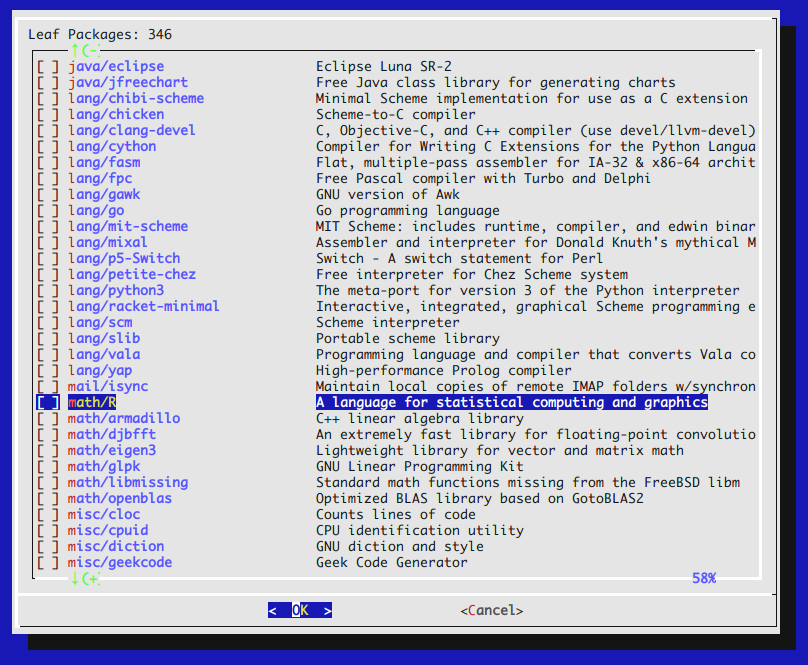 Leaf Packages: 346
↑(-)
[ ] java/eclipse Eclipse Luna SR-2
[ ] java/jfreechart Free Java class library for generating charts
[ ] lang/chibi-scheme Minimal Scheme implementation for use as a C extension
[ ] lang/chicken Scheme-to-C compiler
[ ] lang/clang-devel C, Objective-C, and C++ compiler (use devel/llvm-devel)
[ ] lang/cython Compiler for Writing C Extensions for the Python Langua
[ ] lang/fasm Flat, multiple-pass assembler for IA-32 & x86-64 archit
[ ] lang/fpc Free Pascal compiler with Turbo and Delphi
[ ] lang/gawk GNU version of Awk
[ ] lang/go Go programming language
[ ] lang/mit-scheme MIT Scheme: includes runtime, compiler, and edwin binar
[ ] lang/mixal Assembler and interpreter for Donald Knuth's mythical M
[ ] lang/p5-Switch Switch - A switch statement for Perl
[ ] lang/petite-chez Free interpreter for Chez Scheme system
[ ] lang/python3 The meta-port for version 3 of the Python interpreter
[ ] lang/racket-minimal Interactive, integrated, graphical Scheme programming e
[ ] lang/scm Scheme interpreter
[ ] lang/slib Portable scheme library
[ ] lang/vala Programming language and compiler that converts Vala co
[ ] lang/yap High-performance Prolog compiler
[ ] mail/isync Maintain local copies of remote IMAP folders w/synchron
[ ] math/R A language for statistical computing and graphics
[ ] math/armadillo C++ linear algebra library
[ ] math/djbfft An extremely fast library for floating-point convolutio
[ ] math/eigen3 Lightweight library for vector and matrix math
[ ] math/glpk GNU Linear Programming Kit
[ ] math/libmissing Standard math functions missing from the FreeBSD libm
[ ] math/openblas Optimized BLAS library based on GotoBLAS2
[ ] misc/cloc Counts lines of code
[ ] misc/cpuid CPU identification utility
[ ] misc/diction GNU diction and style
[ ] misc/geekcode Geek Code Generator
↓(+) 58%
< OK > <Cancel>